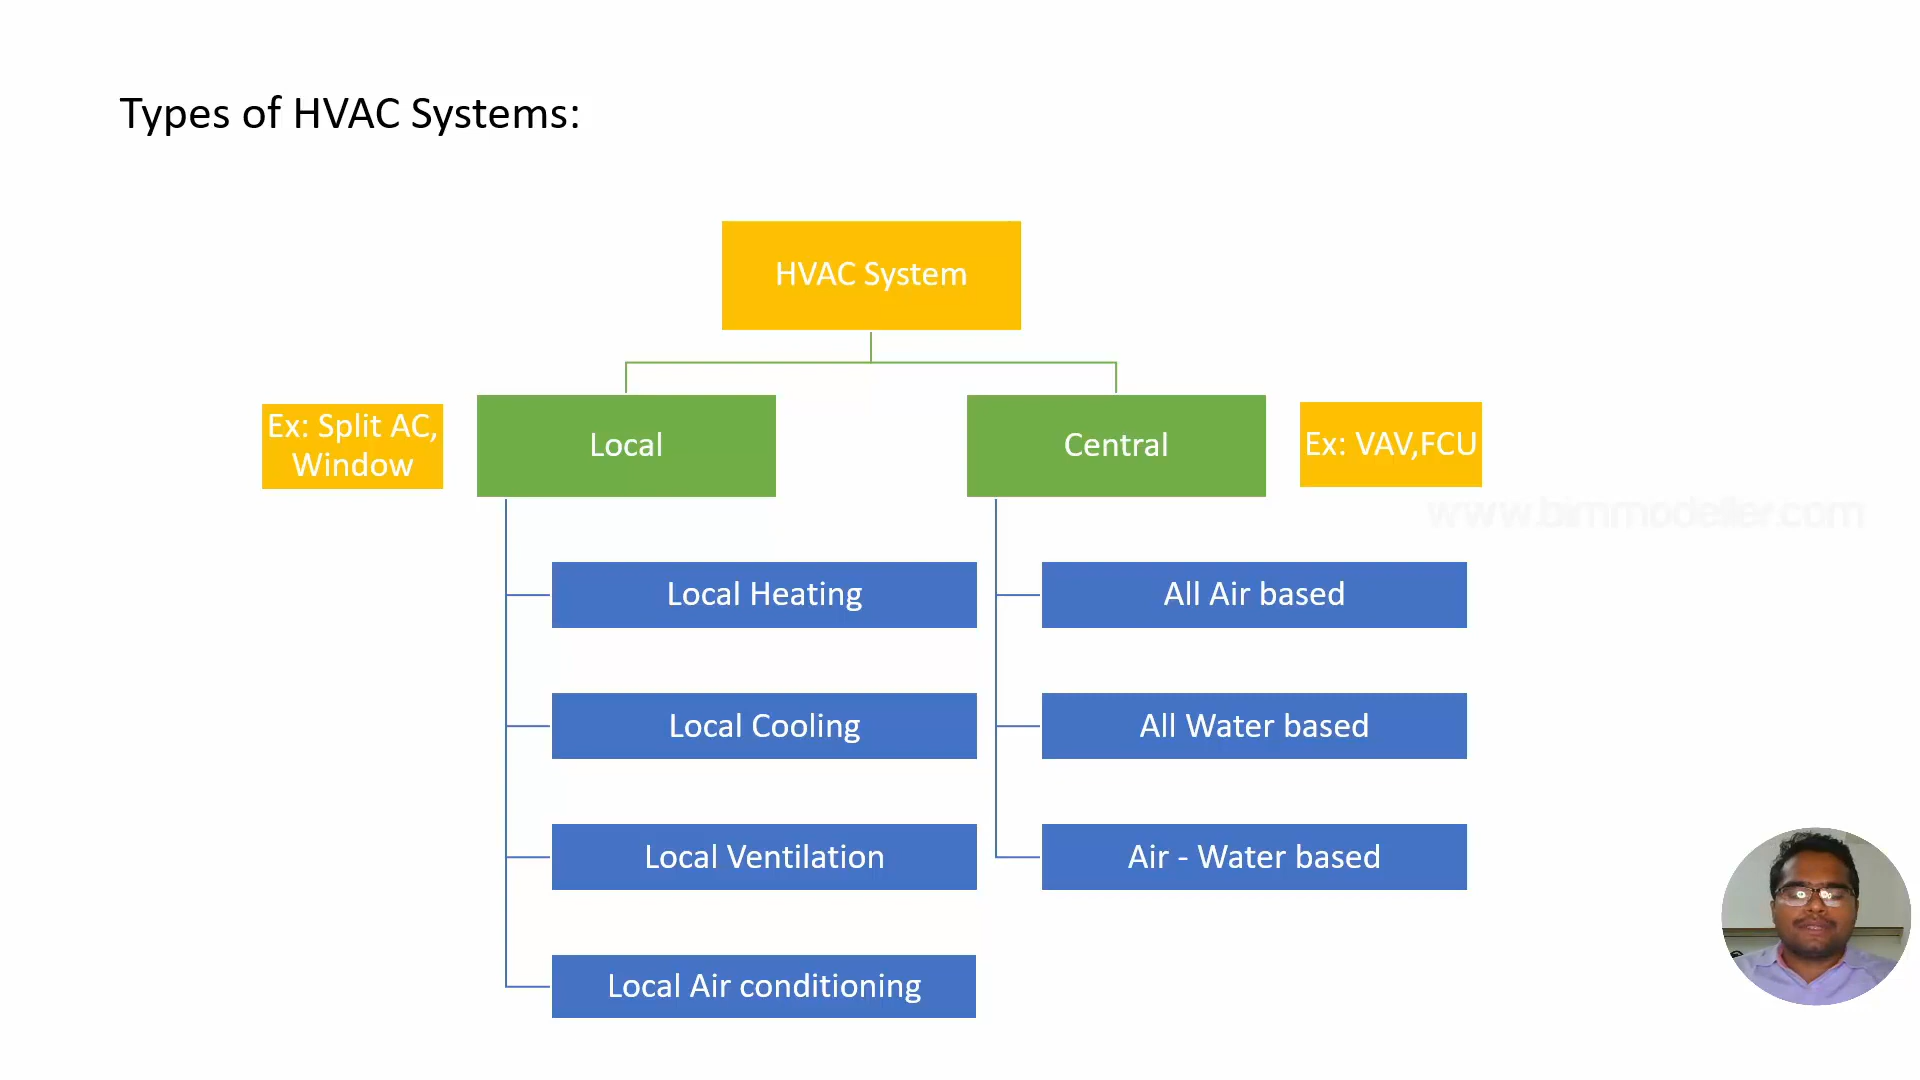 Types of HVAC Systems:
HVAC System
Ex: Split AC,
Window
Local
Central
Ex: VAV,FCU
www.bimmodeller.com
Local Heating
All Air based
Local Cooling
All Water based
Local Ventilation
Air - Water based
Local Air conditioning